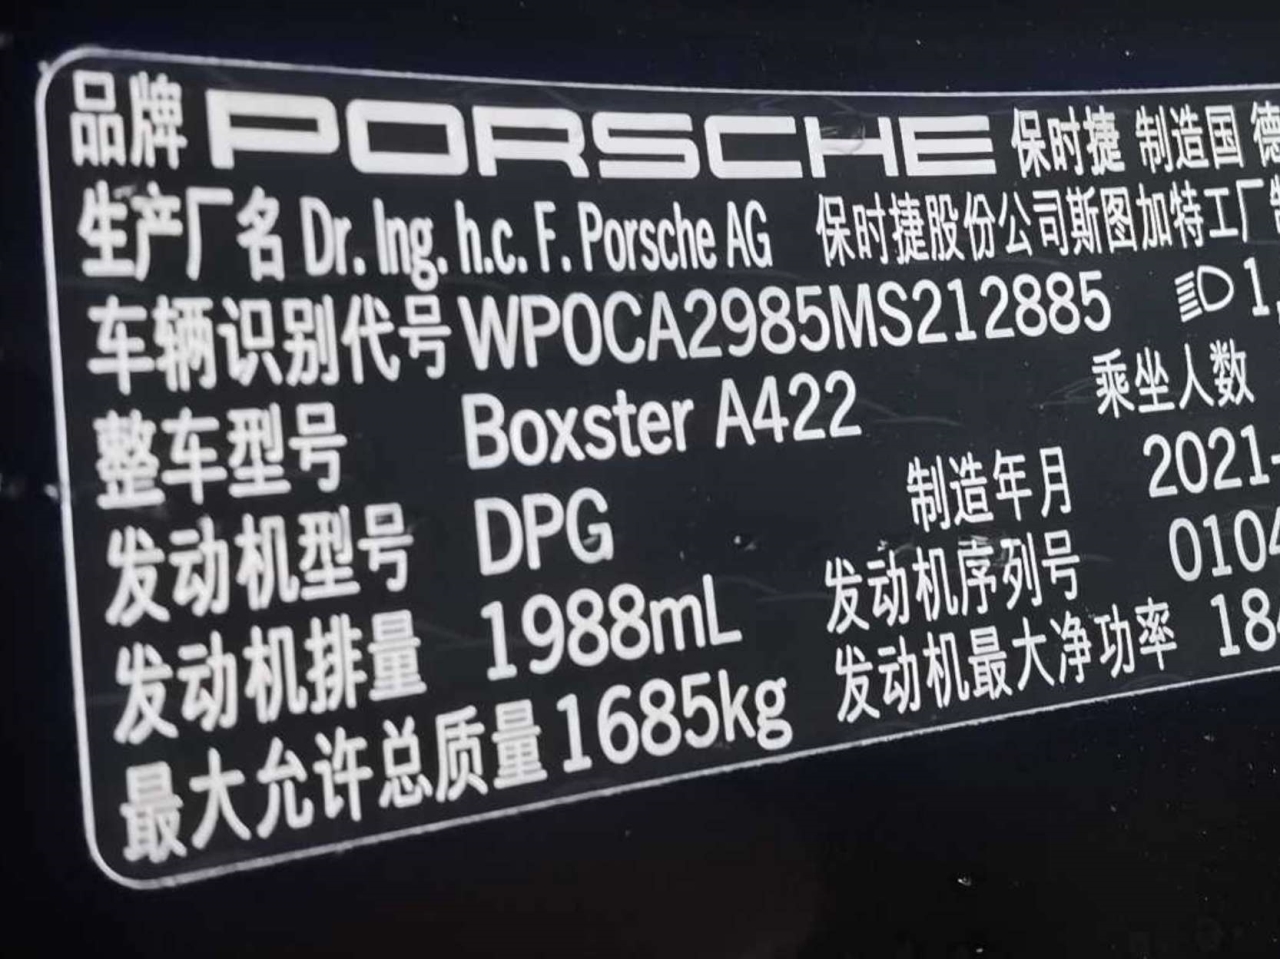 品牌 PORSCHE 保时捷 制造国 德
生产厂名 Dr. Ing. h.c. F. Porsche AG 保时捷股份公司斯图加特工厂
车辆识别代号 WP0CA2985MS212885 1.
整车型号 Boxster A422 乘坐人数
发动机型号 DPG 制造年月 2021-
发动机排量 1988mL 发动机序列号 0104
最大允许总质量 1685kg 发动机最大净功率 18